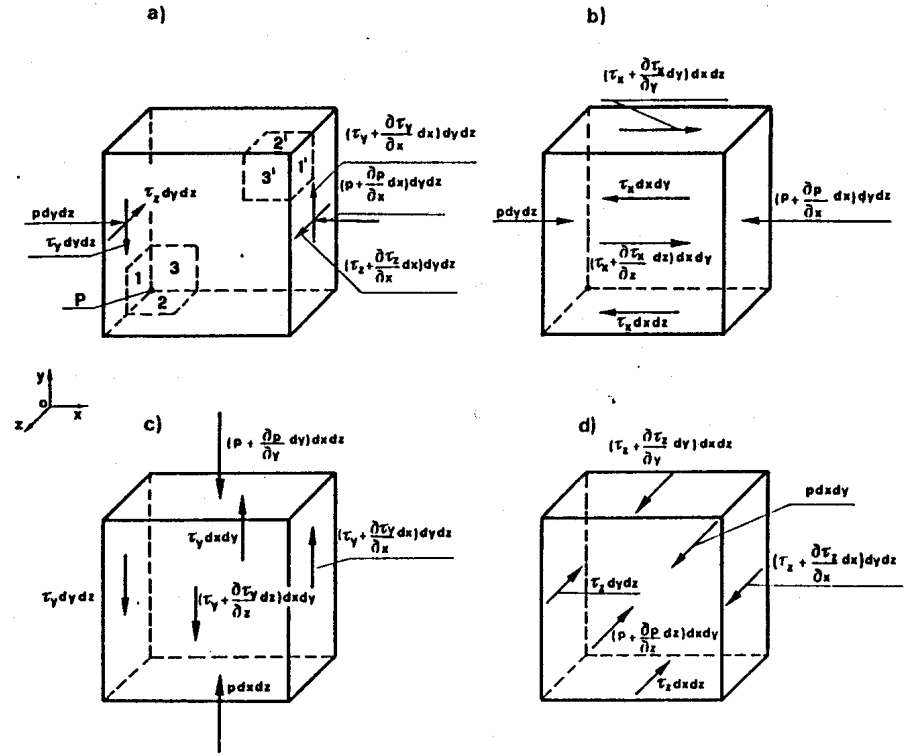 a)
(τy + ∂τy/∂x dx) dy dz
(p + ∂p/∂x dx) dy dz
(τz + ∂τz/∂x dx) dy dz
τz dy dz
p dy dz
τy dy dz
P
1
2
3
1'
2'
3'
b)
(τx + ∂τx/∂y dy) dx dz
τx dx dy
p dy dz
(p + ∂p/∂x dx) dy dz
(τx + ∂τx/∂z dz) dx dy
τx dx dz
y
o
x
z
c)
(p + ∂p/∂y dy) dx dz
τy dx dy
(τy + ∂τy/∂x dx) dy dz
τy dy dz
(τy + ∂τy/∂z dz) dx dy
p dx dz
d)
(τz + ∂τz/∂y dy) dx dz
p dx dy
(τz + ∂τz/∂x dx) dy dz
τz dy dz
(p + ∂p/∂z dz) dx dy
τz dx dz